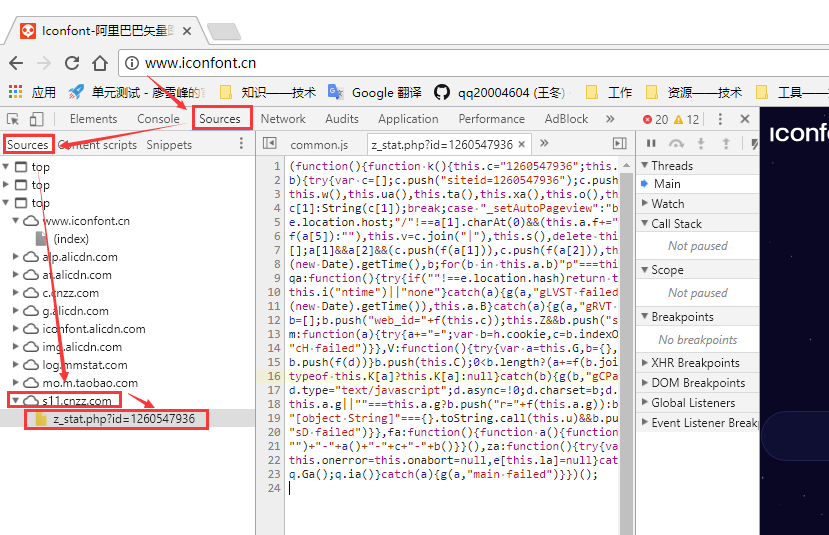 Iconfont-阿里巴巴矢量图
www.iconfont.cn
应用 单元测试 - 廖雪峰的官 知识——技术 Google 翻译 qq20004604 (王冬) · 工作 资源——技术 工具——
Elements Console Sources Network Audits Application Performance AdBlock » 20 12
Sources Content scripts Snippets
common.js z_stat.php?id=1260547936 × »
top
top
top
www.iconfont.cn
(index)
alp.alicdn.com
at.alicdn.com
c.cnzz.com
g.alicdn.com
iconfont.alicdn.com
img.alicdn.com
log.mmstat.com
mo.m.taobao.com
s11.cnzz.com
z_stat.php?id=1260547936
1 (function(){function k(){this.c="1260547936";this.
2 b){try{var c=[];c.push("siteid=1260547936");c.push
3 this.w(),this.ua(),this.ta(),this.xa(),this.o(),th
4 c[1]:String(c[1]);break;case "_setAutoPageview":"b
5 e.location.host;"/"!==a[1].charAt(0)&&(this.a.f+="
6 f(a[5]):""),this.v=c.join("|"),this.s(),delete thi
7 [];a[1]&&a[2]&&(c.push(f(a[1])),c.push(f(a[2])),th
8 (new Date).getTime(),b;for(b in this.a.b)"p"===thi
9 qa:function(){try{if(""!==e.location.hash)return t
10 this.i("ntime")||"none"}catch(a){g(a,"gLVST failed
11 (new Date).getTime()),this.a.B}catch(a){g(a,"gRVT
12 b=[];b.push("web_id="+f(this.c));this.Z&&b.push("s
13 m:function(a){try{a+="=";var b=h.cookie,c=b.indexO
14 "cH failed")}},V:function(){try{var a=this.G,b={},
15 b.push(f(d))}b.push(this.C);0<b.length?(a+=f(b.joi
16 typeof this.K[a]?this.K[a]:null}catch(b){g(b,"gCPa
17 d.type="text/javascript";d.async=!0;d.charset=b;d.
18 this.a.g||""===this.a.g?b.push("r="+f(this.a.g)):b
19 "[object String]"==={}.toString.call(this.u)&&b.pu
20 "sD failed")}},fa:function(){function a(){function
21 "")+"-"+a()+"-"+c+"-"+b()}}(),za:function(){try{va
22 this.onerror=this.onabort=null,e[this.la]=null}cat
23 q.Ga();q.ia()}catch(a){g(a,"main failed")}})();
24
Threads
Main
Watch
Call Stack
Not paused
Scope
Not paused
Breakpoints
No breakpoints
XHR Breakpoints
DOM Breakpoints
Global Listeners
Event Listener Breakp
ıconf